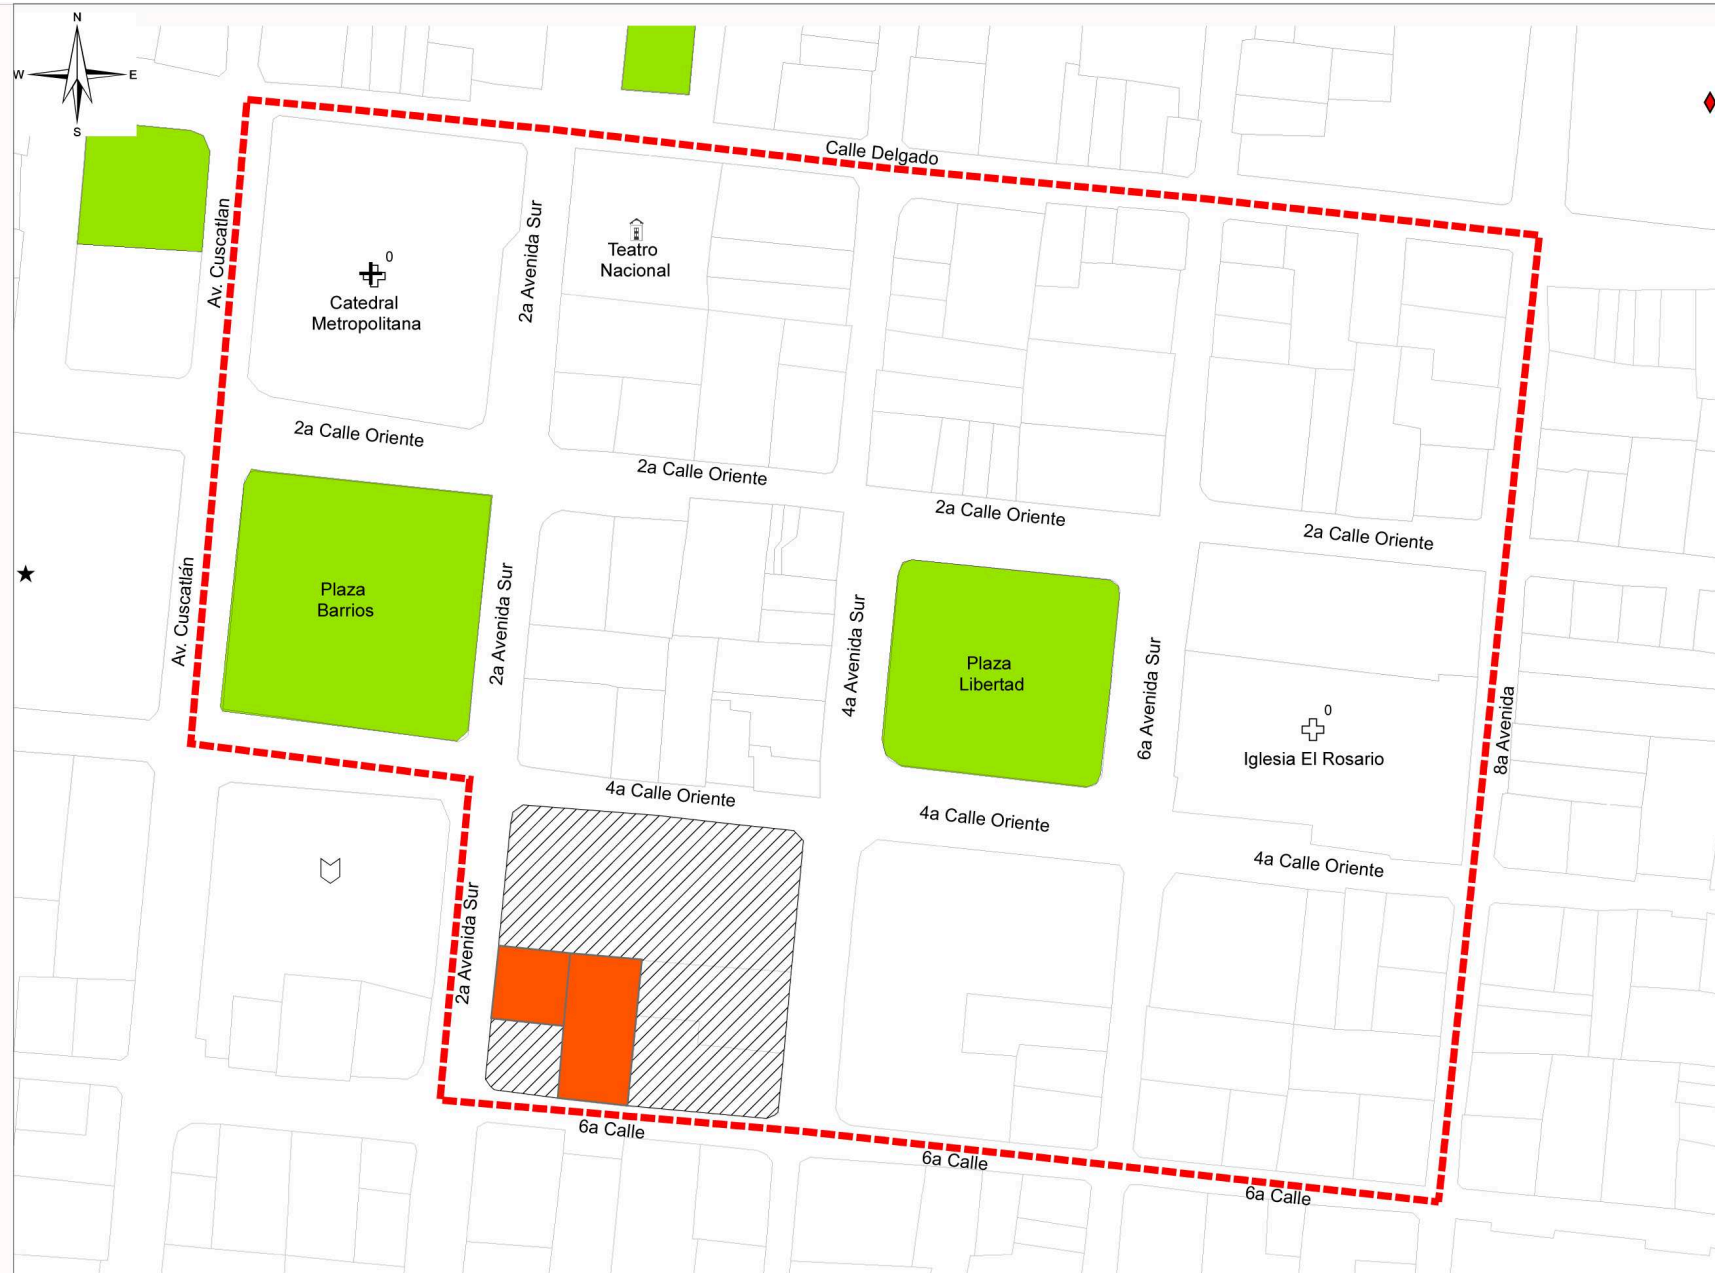 N
W E
S
Calle Delgado
Av. Cuscatlan
2a Avenida Sur
Teatro
Nacional
0
Catedral
Metropolitana
2a Calle Oriente
2a Calle Oriente
2a Calle Oriente
2a Calle Oriente
Av. Cuscatlán
Plaza
Barrios
2a Avenida Sur
4a Avenida Sur
Plaza
Libertad
6a Avenida Sur
0
Iglesia El Rosario
8a Avenida
4a Calle Oriente
4a Calle Oriente
4a Calle Oriente
2a Avenida Sur
6a Calle
6a Calle
6a Calle